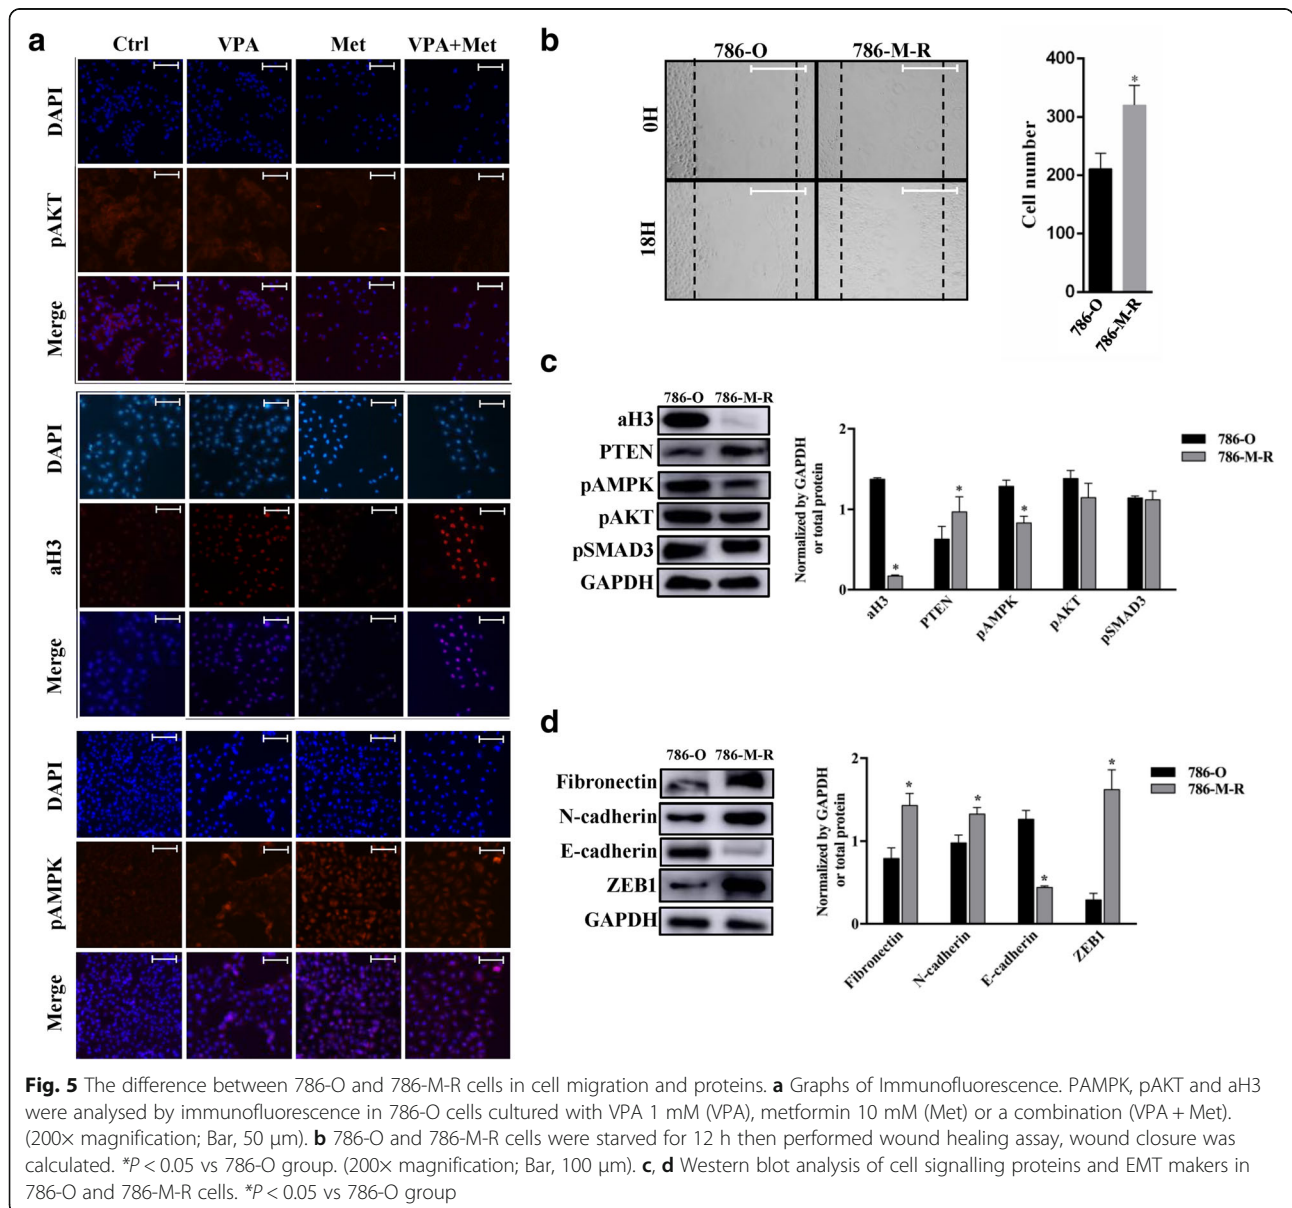 a
Ctrl VPA Met VPA+Met
DAPI
pAKT
Merge
DAPI
aH3
Merge
DAPI
pAMPK
Merge
b
786-O 786-M-R
0H
18H
Cell number
400
300
200
100
0
*
786-O
786-M-R
c
786-O 786-M-R
aH3
PTEN
pAMPK
pAKT
pSMAD3
GAPDH
Normalized by GAPDH
or total protein
2
1
0
* * *
aH3
PTEN
pAMPK
pAKT
pSMAD3
786-O
786-M-R
d
786-O 786-M-R
Fibronectin
N-cadherin
E-cadherin
ZEB1
GAPDH
Normalized by GAPDH
or total protein
2
1
0
* * * *
Fibronectin
N-cadherin
E-cadherin
ZEB1
786-O
786-M-R
Fig. 5 The difference between 786-O and 786-M-R cells in cell migration and proteins. a Graphs of Immunofluorescence. PAMPK, pAKT and aH3
were analysed by immunofluorescence in 786-O cells cultured with VPA 1 mM (VPA), metformin 10 mM (Met) or a combination (VPA + Met).
(200× magnification; Bar, 50 μm). b 786-O and 786-M-R cells were starved for 12 h then performed wound healing assay, wound closure was
calculated. *P < 0.05 vs 786-O group. (200× magnification; Bar, 100 μm). c, d Western blot analysis of cell signalling proteins and EMT makers in
786-O and 786-M-R cells. *P < 0.05 vs 786-O group